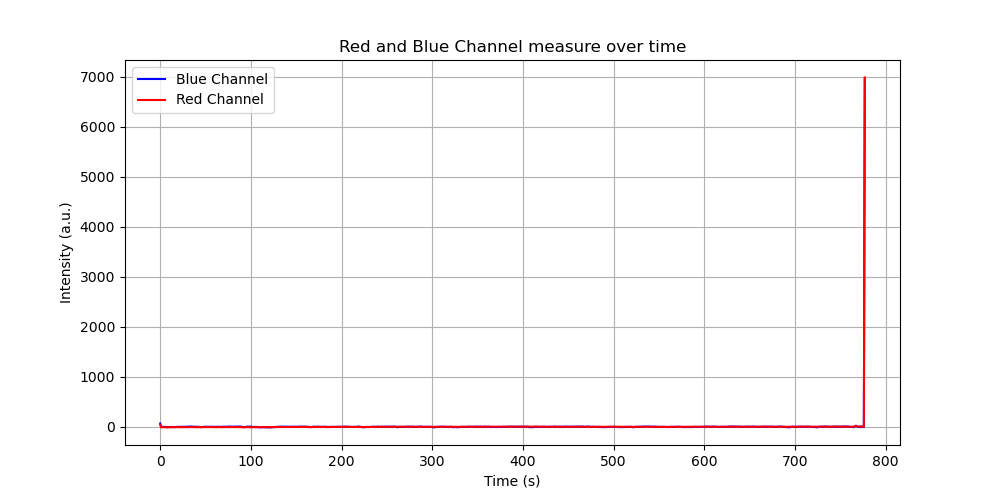 Red and Blue Channel measure over time
Blue Channel
Red Channel
7000
6000
5000
4000
3000
2000
1000
0
Intensity (a.u.)
0 100 200 300 400 500 600 700 800
Time (s)